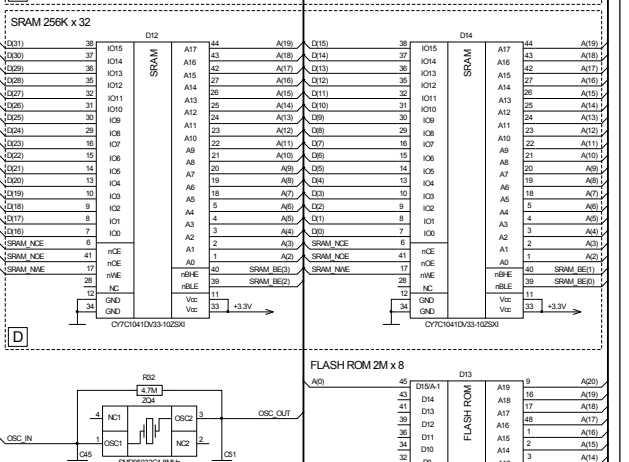 SRAM 256K x 32
D12
D(31) 38 IO15 A17 44 A(19)
D(30) 37 IO14 A16 43 A(18)
D(29) 36 IO13 A15 42 A(17)
D(28) 35 IO12 A14 27 A(16)
D(27) 32 IO11 A13 26 A(15)
D(26) 31 IO10 A12 25 A(14)
D(25) 30 IO9 A11 24 A(13)
D(24) 29 IO8 A10 23 A(12)
D(23) 16 IO7 A9 22 A(11)
D(22) 15 IO6 A8 21 A(10)
D(21) 14 IO5 A7 20 A(9)
D(20) 13 IO4 A6 19 A(8)
D(19) 10 IO3 A5 18 A(7)
D(18) 9 IO2 A4 5 A(6)
D(17) 8 IO1 A3 4 A(5)
D(16) 7 IO0 A2 3 A(4)
SRAM_NCE 6 nCE A1 2 A(3)
SRAM_NOE 41 nOE A0 1 A(2)
SRAM_NWE 17 nWE nBHE 40 SRAM_BE(3)
28 NC nBLE 39 SRAM_BE(2)
12 GND Vcc 11
34 GND Vcc 33 +3.3V
SRAM
CY7C1041DV33-10ZSXI
D14
D(15) 38 IO15 A17 44 A(19)
D(14) 37 IO14 A16 43 A(18)
D(13) 36 IO13 A15 42 A(17)
D(12) 35 IO12 A14 27 A(16)
D(11) 32 IO11 A13 26 A(15)
D(10) 31 IO10 A12 25 A(14)
D(9) 30 IO9 A11 24 A(13)
D(8) 29 IO8 A10 23 A(12)
D(7) 16 IO7 A9 22 A(11)
D(6) 15 IO6 A8 21 A(10)
D(5) 14 IO5 A7 20 A(9)
D(4) 13 IO4 A6 19 A(8)
D(3) 10 IO3 A5 18 A(7)
D(2) 9 IO2 A4 5 A(6)
D(1) 8 IO1 A3 4 A(5)
D(0) 7 IO0 A2 3 A(4)
SRAM_NCE 6 nCE A1 2 A(3)
SRAM_NOE 41 nOE A0 1 A(2)
SRAM_NWE 17 nWE nBHE 40 SRAM_BE(1)
28 NC nBLE 39 SRAM_BE(0)
12 GND Vcc 11
34 GND Vcc 33 +3.3V
SRAM
CY7C1041DV33-10ZSXI
D
R32
4.7M
ZQ4
4 NC1 OSC2 3 OSC_OUT
OSC_IN 1 OSC1 NC2 2
C45 C51
FLASH ROM 2M x 8
D13
A(0) 45 D15/A-1 A19 9 A(20)
43 D14 A18 16 A(19)
41 D13 A17 17 A(18)
39 D12 A16 48 A(17)
36 D11 A15 1 A(16)
34 D10 A14 2 A(15)
32 3 A(14)
FLASH ROM